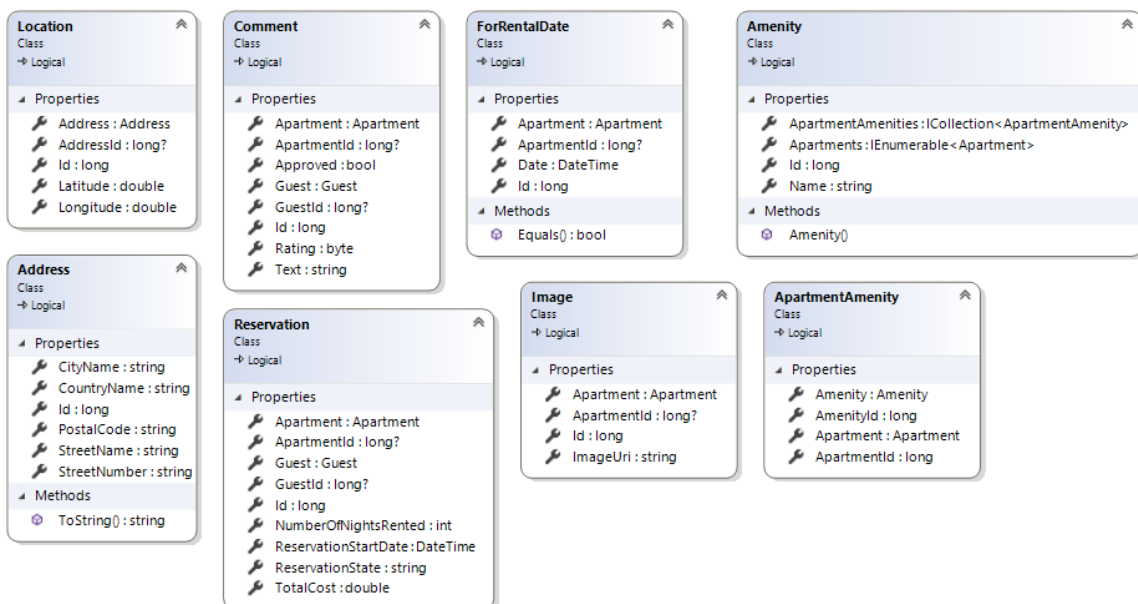 Location
Class
Logical
Properties
Address : Address
AddressId : long?
Id : long
Latitude : double
Longitude : double
Comment
Class
Logical
Properties
Apartment : Apartment
ApartmentId : long?
Approved : bool
Guest : Guest
GuestId : long?
Id : long
Rating : byte
Text : string
ForRentalDate
Class
Logical
Properties
Apartment : Apartment
ApartmentId : long?
Date : DateTime
Id : long
Methods
Equals() : bool
Amenity
Class
Logical
Properties
ApartmentAmenities : ICollection<ApartmentAmenity>
Apartments : IEnumerable<Apartment>
Id : long
Name : string
Methods
Amenity()
Address
Class
Logical
Properties
CityName : string
CountryName : string
Id : long
PostalCode : string
StreetName : string
StreetNumber : string
Methods
ToString() : string
Reservation
Class
Logical
Properties
Apartment : Apartment
ApartmentId : long?
Guest : Guest
GuestId : long?
Id : long
NumberOfNightsRented : int
ReservationStartDate : DateTime
ReservationState : string
TotalCost : double
Image
Class
Logical
Properties
Apartment : Apartment
ApartmentId : long?
Id : long
ImageUri : string
ApartmentAmenity
Class
Logical
Properties
Amenity : Amenity
AmenityId : long
Apartment : Apartment
ApartmentId : long